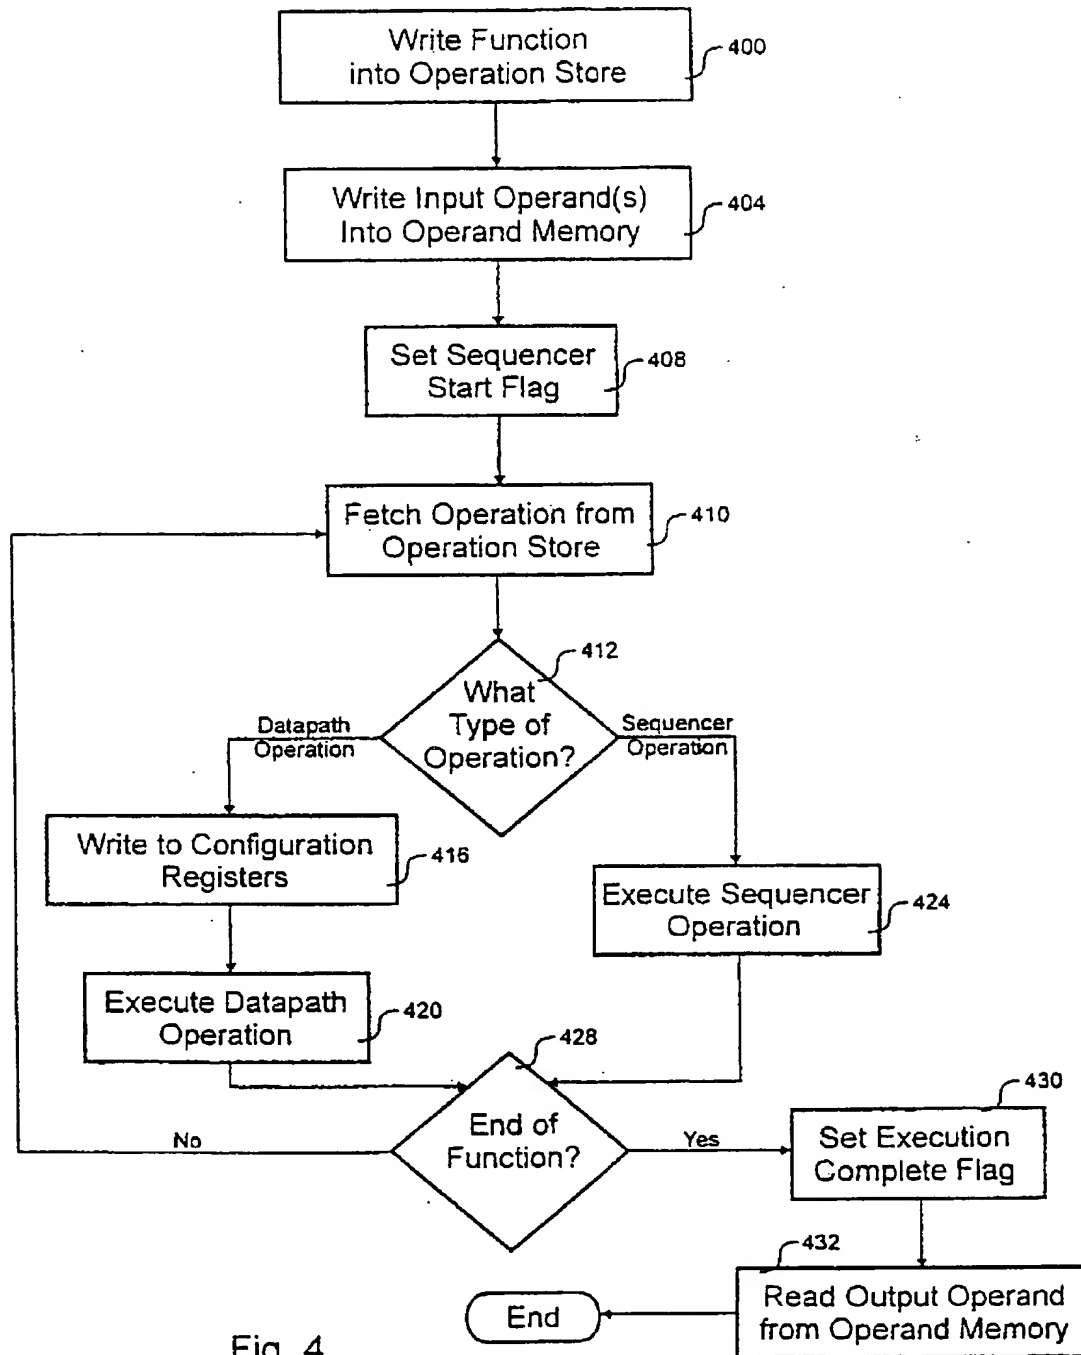 Write Function
into Operation Store
400
Write Input Operand(s)
Into Operand Memory
404
Set Sequencer
Start Flag
408
Fetch Operation from
Operation Store
410
412
What
Type of
Operation?
Datapath
Operation
Sequencer
Operation
Write to Configuration
Registers
416
Execute Sequencer
Operation
424
Execute Datapath
Operation
420
428
End of
Function?
No
Yes
430
Set Execution
Complete Flag
432
Read Output Operand
from Operand Memory
End
Fig. 4